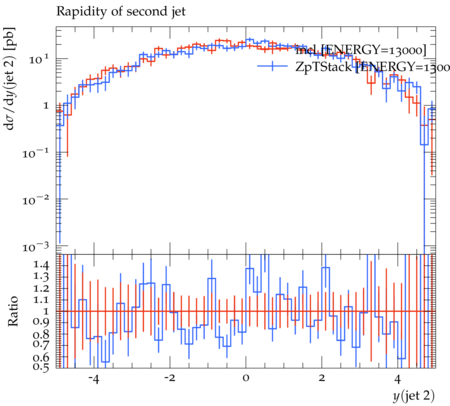 Rapidity of second jet
dσ/dy(jet 2) [pb]
10¹
1
10⁻¹
10⁻²
10⁻³
incl [ENERGY=13000]
ZpTStack [ENERGY=1300
Ratio
1.4
1.3
1.2
1.1
1
0.9
0.8
0.7
0.6
0.5
-4 -2 0 2 4
y(jet 2)